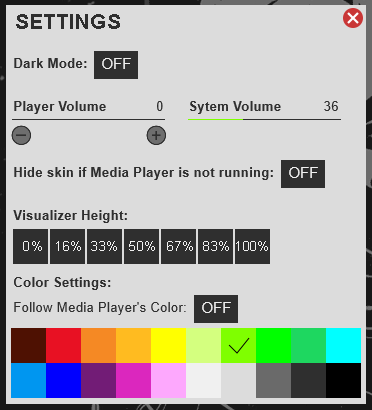 SETTINGS
Dark Mode: OFF
Player Volume 0 Sytem Volume 36
Hide skin if Media Player is not running: OFF
Visualizer Height:
0% 16% 33% 50% 67% 83% 100%
Color Settings:
Follow Media Player's Color: OFF